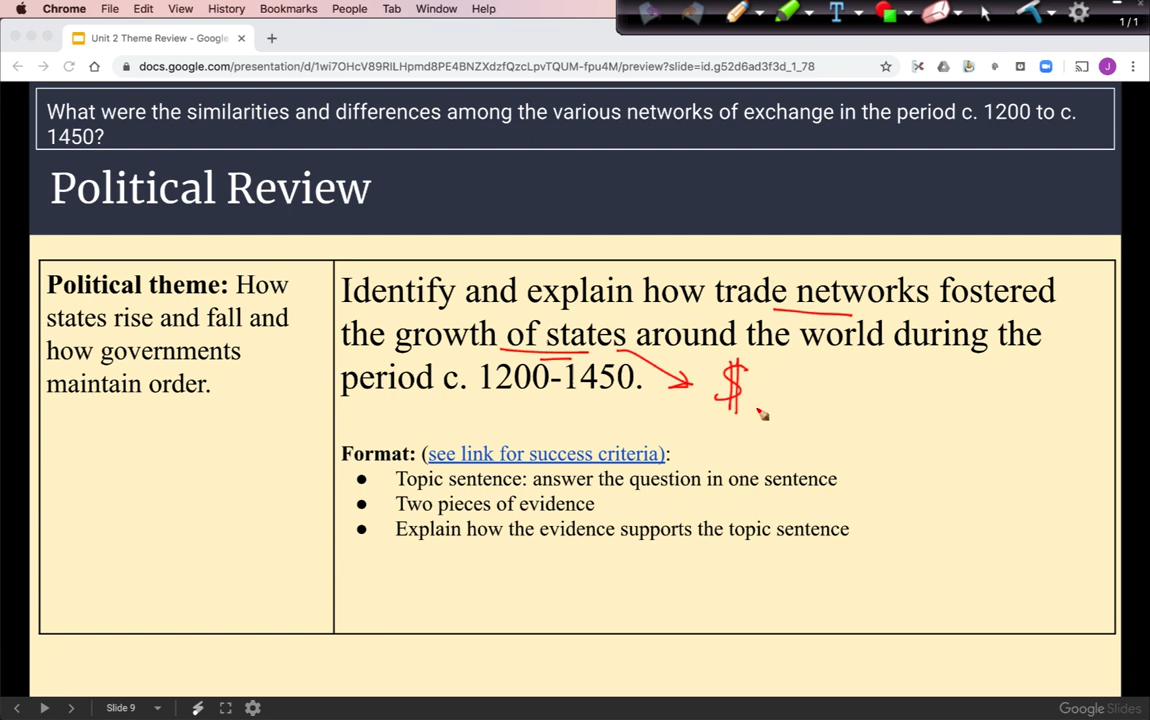 Chrome File Edit View History Bookmarks People Tab Window Help
T
1/1
Unit 2 Theme Review - Google
docs.google.com/presentation/d/1wi7OHcV89RILHpmd8PE4BNZXdzfQzcLpvTQUM-fpu4M/preview?slide=id.g52d6ad3f3d_1_78
J
What were the similarities and differences among the various networks of exchange in the period c. 1200 to c.
1450?
Political Review
Political theme: How
states rise and fall and
how governments
maintain order.
Identify and explain how trade networks fostered
the growth of states around the world during the
period c. 1200-1450.
$
Format: (see link for success criteria):
● Topic sentence: answer the question in one sentence
● Two pieces of evidence
● Explain how the evidence supports the topic sentence
Slide 9
Google Slides